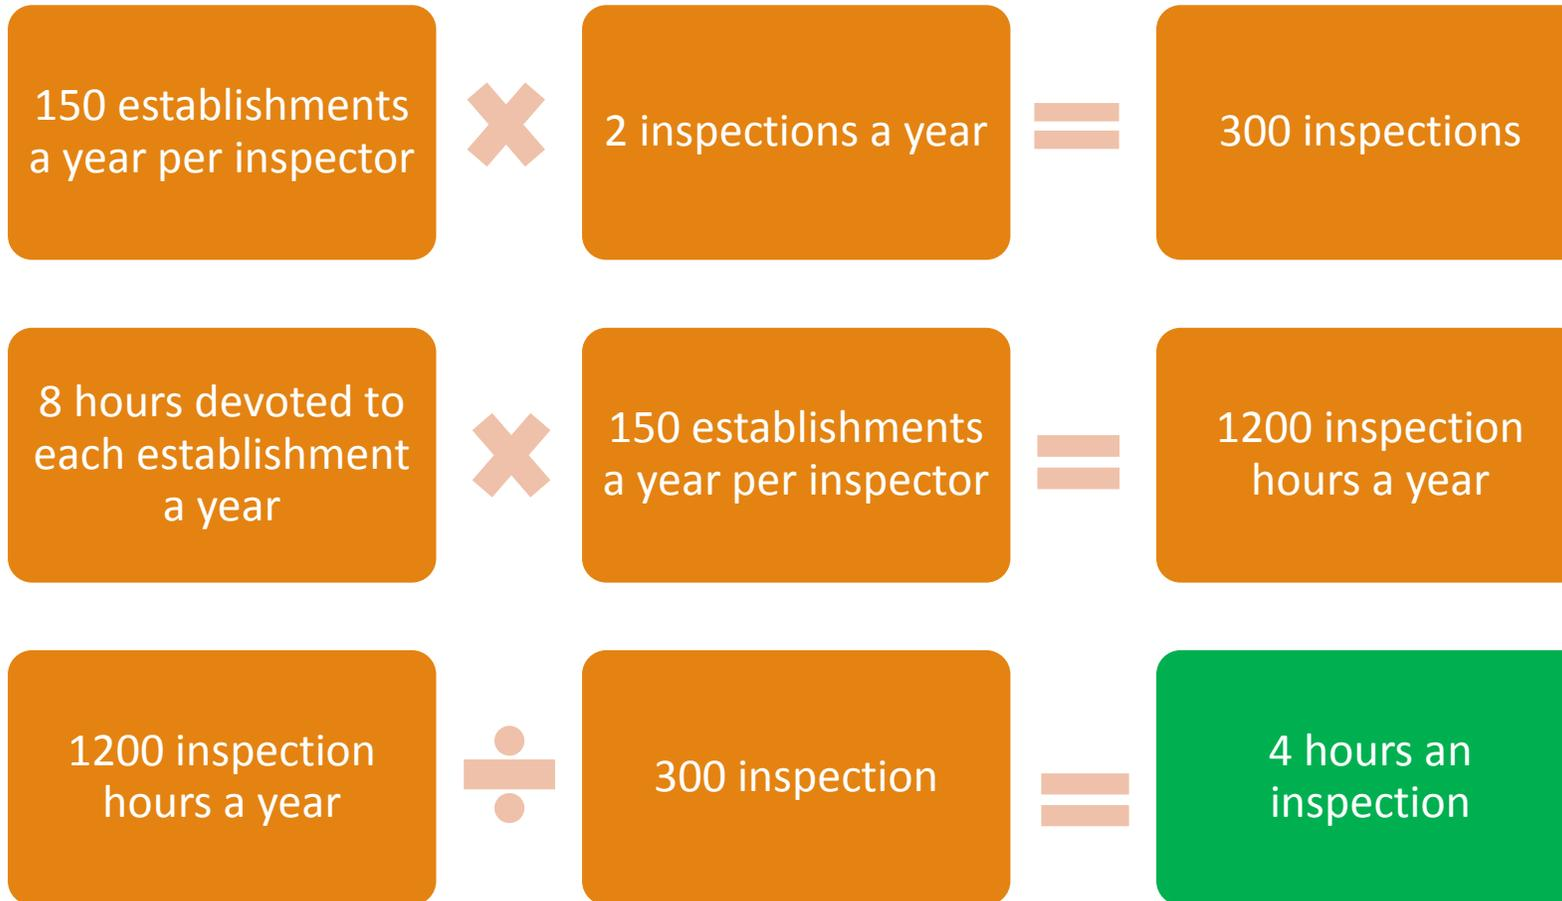 150 establishments
a year per inspector
×
2 inspections a year
=
300 inspections
8 hours devoted to
each establishment
a year
×
150 establishments
a year per inspector
=
1200 inspection
hours a year
1200 inspection
hours a year
÷
300 inspection
=
4 hours an
inspection